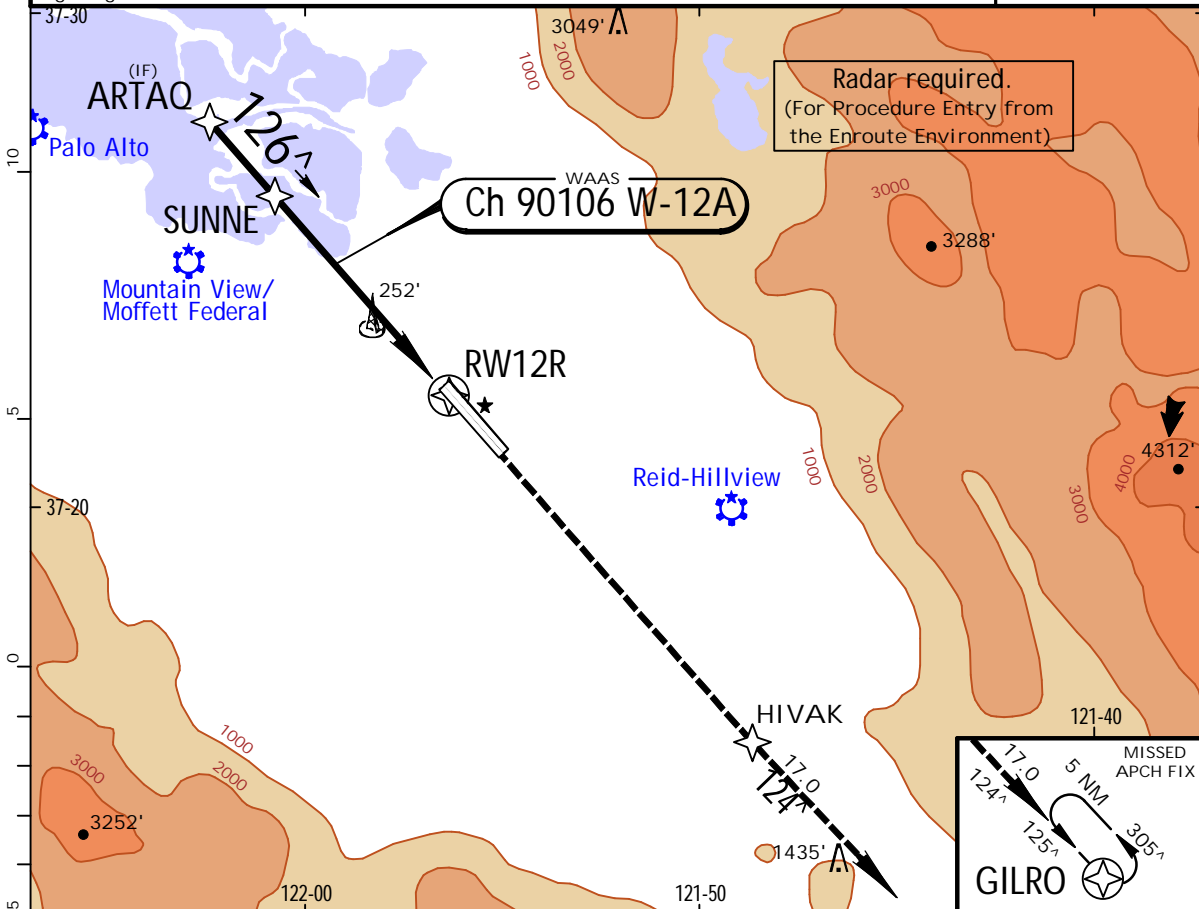 37-30
3049'
1000
2000
(IF)
ARTAQ
126^
Radar required.
(For Procedure Entry from
the Enroute Environment)
Palo Alto
10
WAAS
Ch 90106 W-12A
3000
SUNNE
3288'
Mountain View/
Moffett Federal
252'
RW12R
5
4312'
Reid-Hillview
1000
2000
3000
4000
37-20
0
HIVAK
121-40
1000
2000
3000
3252'
17.0
124^
MISSED
APCH FIX
17.0
124^
5 NM
125^
305^
GILRO
1435'
122-00
121-50
5